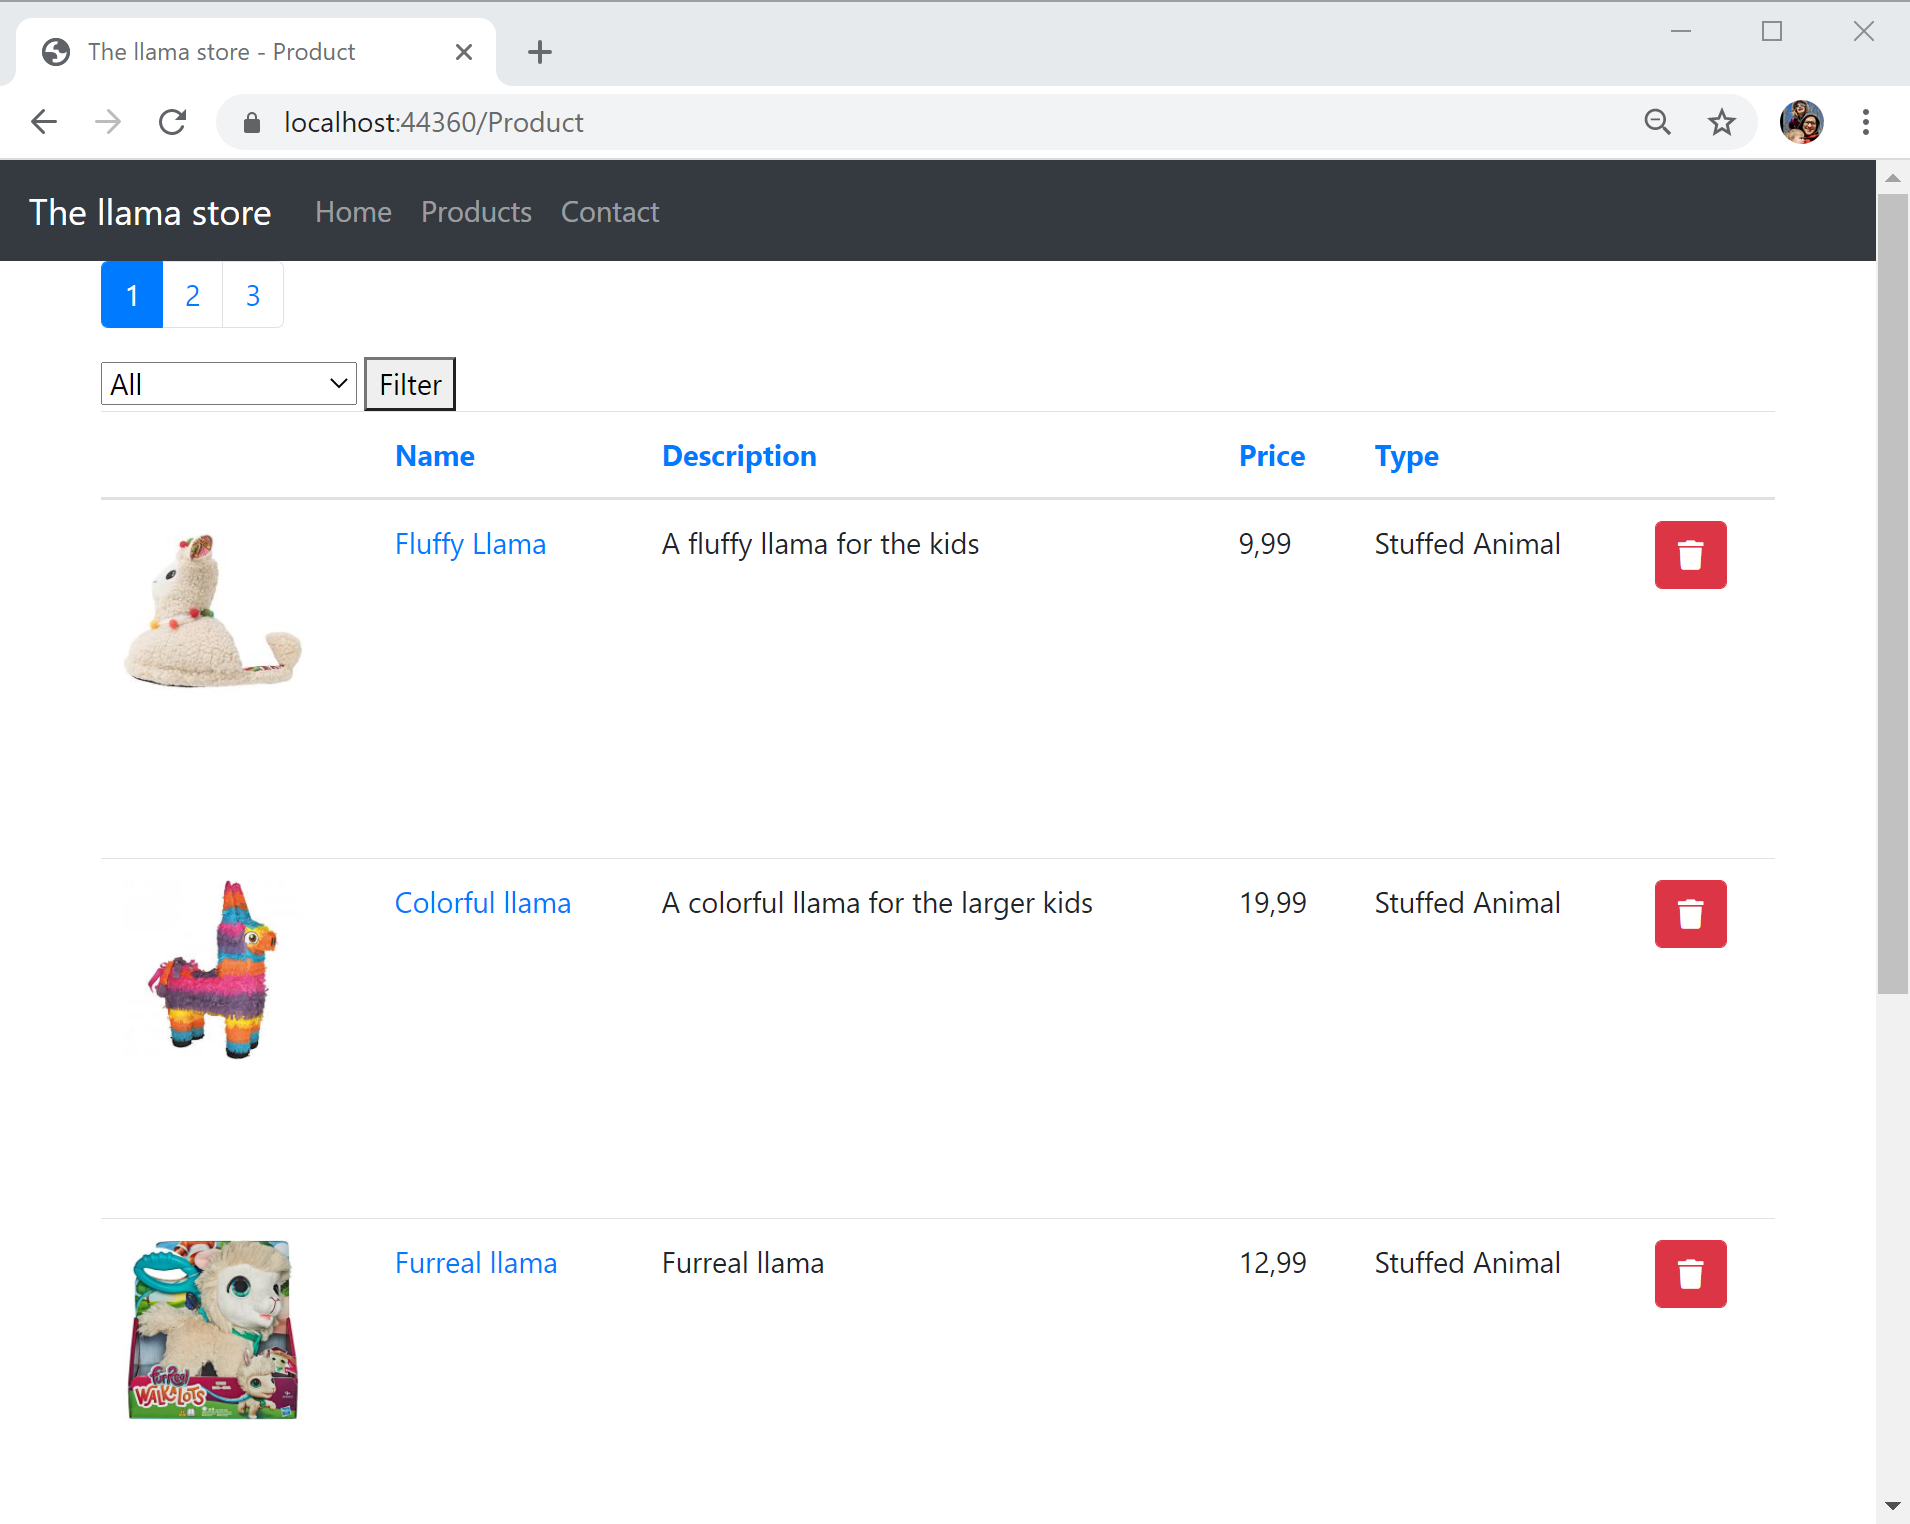 The llama store - Product
localhost:44360/Product
The llama store Home Products Contact
1 2 3
All Filter
Name Description Price Type
Fluffy Llama A fluffy llama for the kids 9,99 Stuffed Animal
Colorful llama A colorful llama for the larger kids 19,99 Stuffed Animal
Furreal llama Furreal llama 12,99 Stuffed Animal
furReal
WALKALOTS